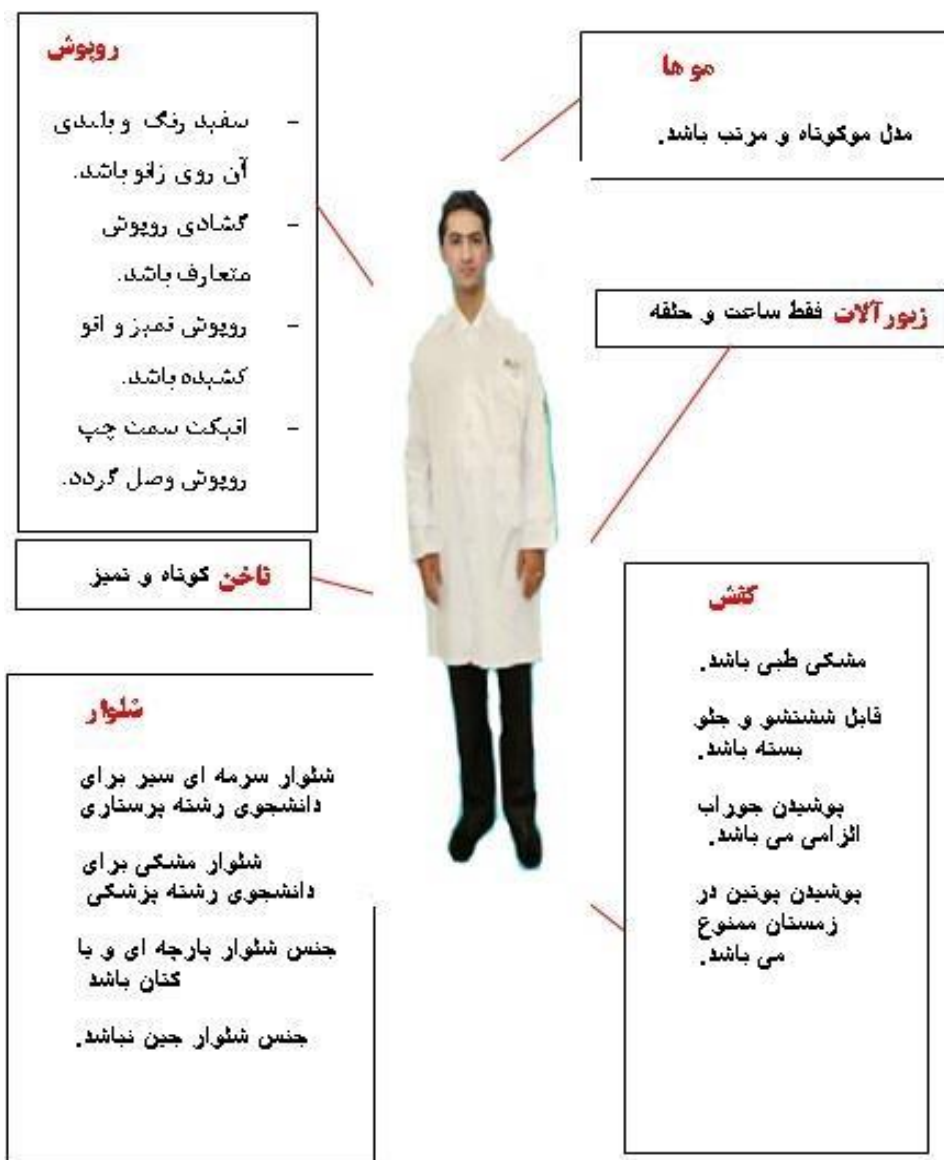 روپوش
- سفید رنگ و بلندی
آن روی زانو باشد.
- گشادی روپوش
متعارف باشد.
- روپوش تمیز و اتو
کشیده باشد.
- اتیکت سمت چپ
روپوش وصل گردد.
مو ها
مدل موکوتاه و مرتب باشد.
زیورآلات فقط ساعت و حلقه
ناخن کوتاه و تمیز
کفش
مشکی طبی باشد.
قابل شستشو و جلو
بسته باشد.
پوشیدن جوراب
الزامی می باشد.
پوشیدن پوتین در
زمستان ممنوع
می باشد.
شلوار
شلوار سرمه ای سیر برای
دانشجوی رشته پرستاری
شلوار مشکی برای
دانشجوی رشته پزشکی
جنس شلوار پارچه ای و یا
کتان باشد
جنس شلوار جین نباشد.